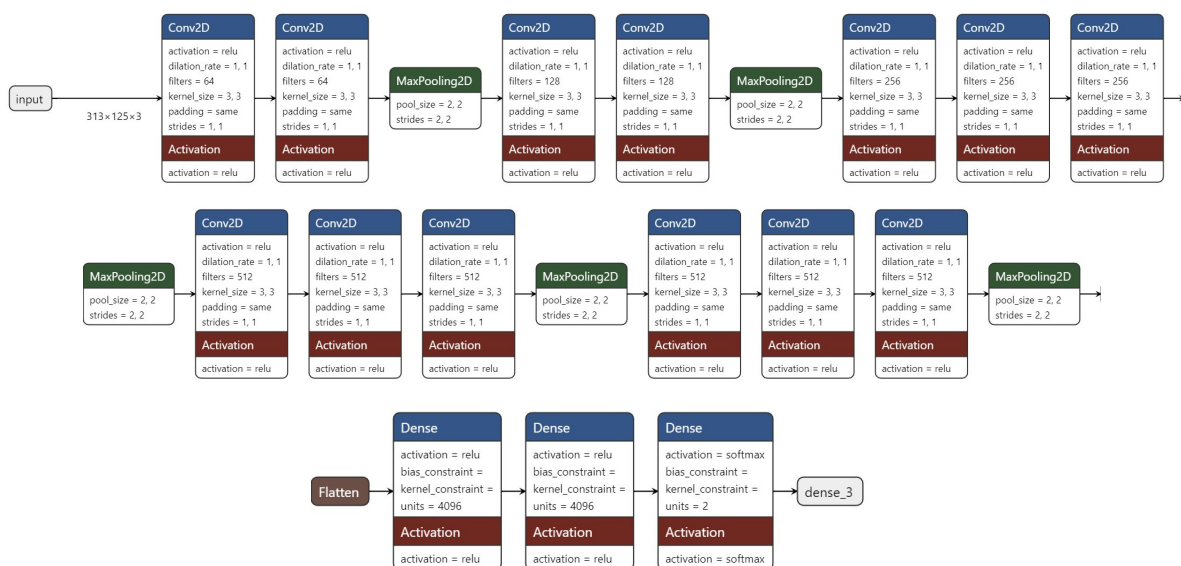 input
313×125×3
Conv2D
activation = relu
dilation_rate = 1, 1
filters = 64
kernel_size = 3, 3
padding = same
strides = 1, 1
Activation
activation = relu
Conv2D
activation = relu
dilation_rate = 1, 1
filters = 64
kernel_size = 3, 3
padding = same
strides = 1, 1
Activation
activation = relu
MaxPooling2D
pool_size = 2, 2
strides = 2, 2
Conv2D
activation = relu
dilation_rate = 1, 1
filters = 128
kernel_size = 3, 3
padding = same
strides = 1, 1
Activation
activation = relu
Conv2D
activation = relu
dilation_rate = 1, 1
filters = 128
kernel_size = 3, 3
padding = same
strides = 1, 1
Activation
activation = relu
MaxPooling2D
pool_size = 2, 2
strides = 2, 2
Conv2D
activation = relu
dilation_rate = 1, 1
filters = 256
kernel_size = 3, 3
padding = same
strides = 1, 1
Activation
activation = relu
Conv2D
activation = relu
dilation_rate = 1, 1
filters = 256
kernel_size = 3, 3
padding = same
strides = 1, 1
Activation
activation = relu
Conv2D
activation = relu
dilation_rate = 1, 1
filters = 256
kernel_size = 3, 3
padding = same
strides = 1, 1
Activation
activation = relu
MaxPooling2D
pool_size = 2, 2
strides = 2, 2
Conv2D
activation = relu
dilation_rate = 1, 1
filters = 512
kernel_size = 3, 3
padding = same
strides = 1, 1
Activation
activation = relu
Conv2D
activation = relu
dilation_rate = 1, 1
filters = 512
kernel_size = 3, 3
padding = same
strides = 1, 1
Activation
activation = relu
Conv2D
activation = relu
dilation_rate = 1, 1
filters = 512
kernel_size = 3, 3
padding = same
strides = 1, 1
Activation
activation = relu
MaxPooling2D
pool_size = 2, 2
strides = 2, 2
Conv2D
activation = relu
dilation_rate = 1, 1
filters = 512
kernel_size = 3, 3
padding = same
strides = 1, 1
Activation
activation = relu
Conv2D
activation = relu
dilation_rate = 1, 1
filters = 512
kernel_size = 3, 3
padding = same
strides = 1, 1
Activation
activation = relu
Conv2D
activation = relu
dilation_rate = 1, 1
filters = 512
kernel_size = 3, 3
padding = same
strides = 1, 1
Activation
activation = relu
MaxPooling2D
pool_size = 2, 2
strides = 2, 2
Flatten
Dense
activation = relu
bias_constraint =
kernel_constraint =
units = 4096
Activation
activation = relu
Dense
activation = relu
bias_constraint =
kernel_constraint =
units = 4096
Activation
activation = relu
Dense
activation = softmax
bias_constraint =
kernel_constraint =
units = 2
Activation
activation = softmax
dense_3